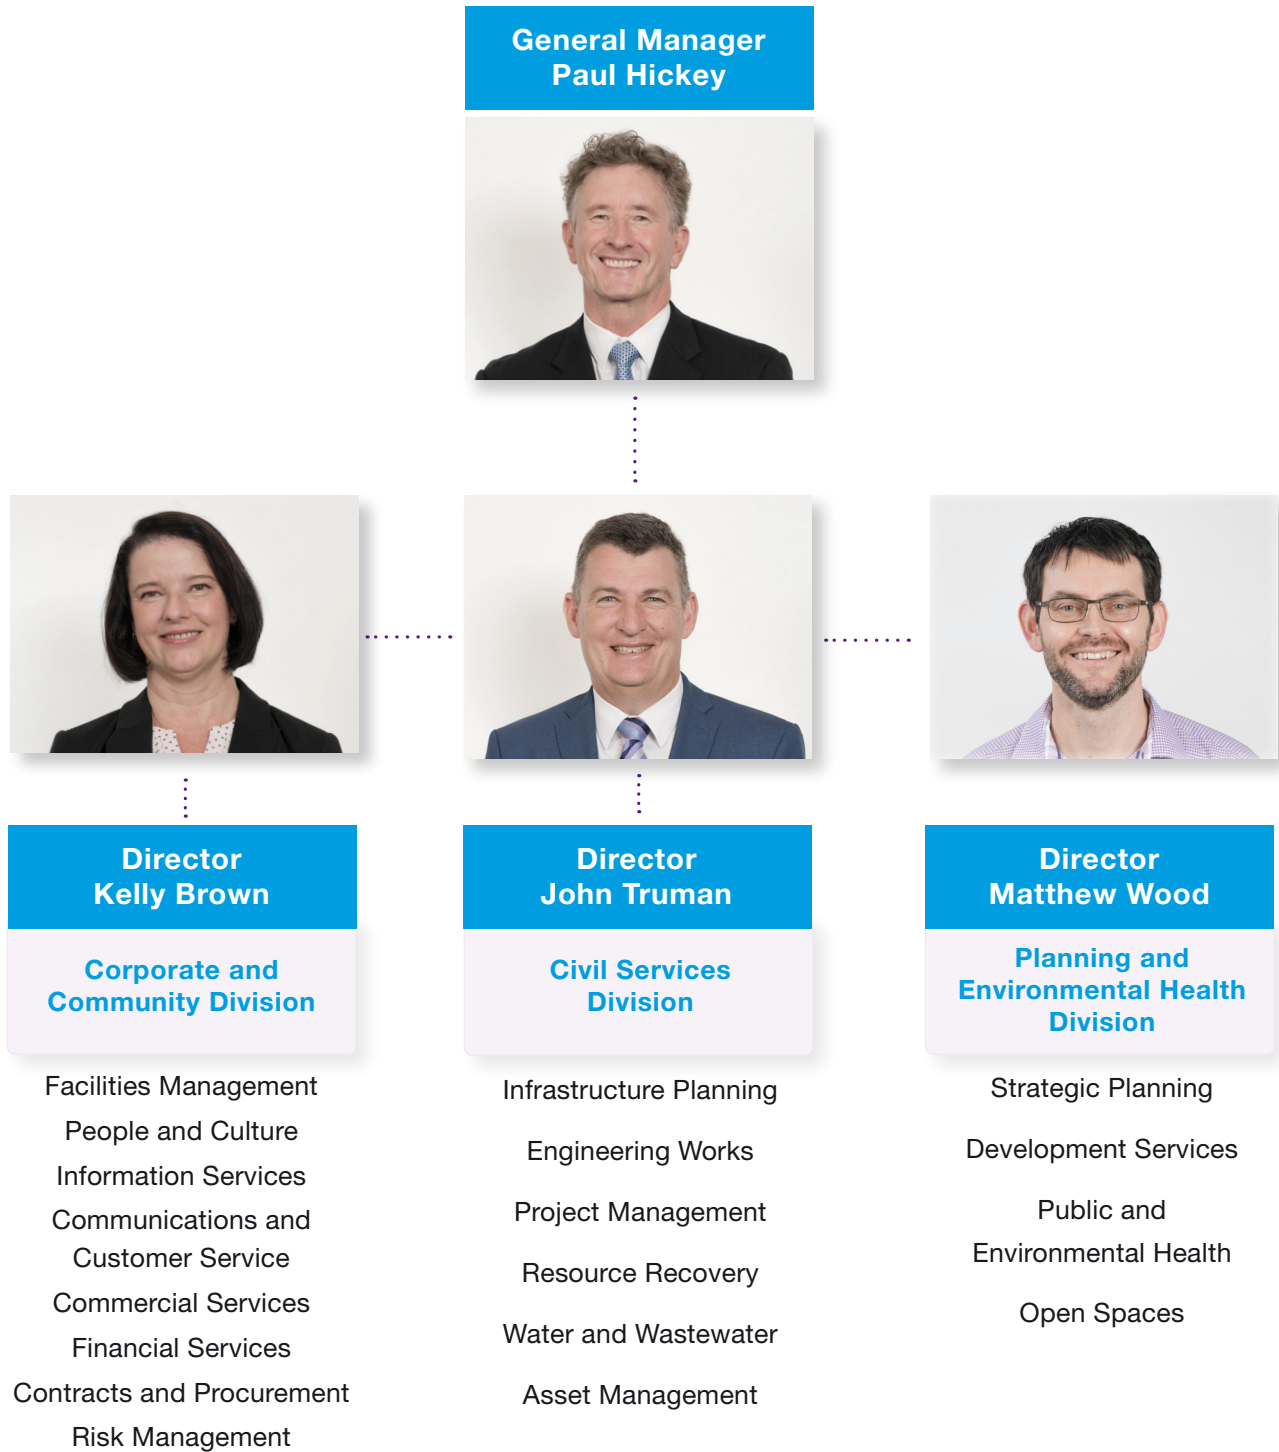 General Manager
Paul Hickey
Director
Kelly Brown
Corporate and
Community Division
Facilities Management
People and Culture
Information Services
Communications and
Customer Service
Commercial Services
Financial Services
Contracts and Procurement
Risk Management
Director
John Truman
Civil Services
Division
Infrastructure Planning
Engineering Works
Project Management
Resource Recovery
Water and Wastewater
Asset Management
Director
Matthew Wood
Planning and
Environmental Health
Division
Strategic Planning
Development Services
Public and
Environmental Health
Open Spaces